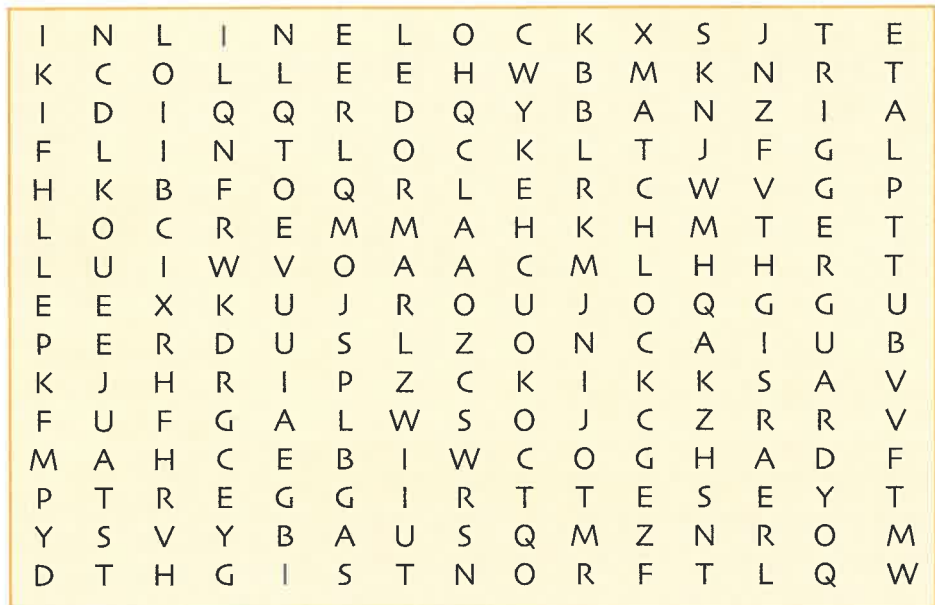 I N L I N E L O C K X S J T E
K C O L L E E H W B M K N R T
I D I Q Q R D Q Y B A N Z I A
F L I N T L O C K L T J F G L
H K B F O Q R L E R C W V G P
L O C R E M M A H K H M T E T
L U I W V O A A C M L H H R T
E E X K U J R O U J O Q G G U
P E R D U S L Z O N C A I U B
K J H R I P Z C K I K K S A V
F U F G A L W S O J C Z R R V
M A H C E B I W C O G H A D F
P T R E G G I R T T E S E Y T
Y S V Y B A U S Q M Z N R O M
D T H G I S T N O R F T L Q W